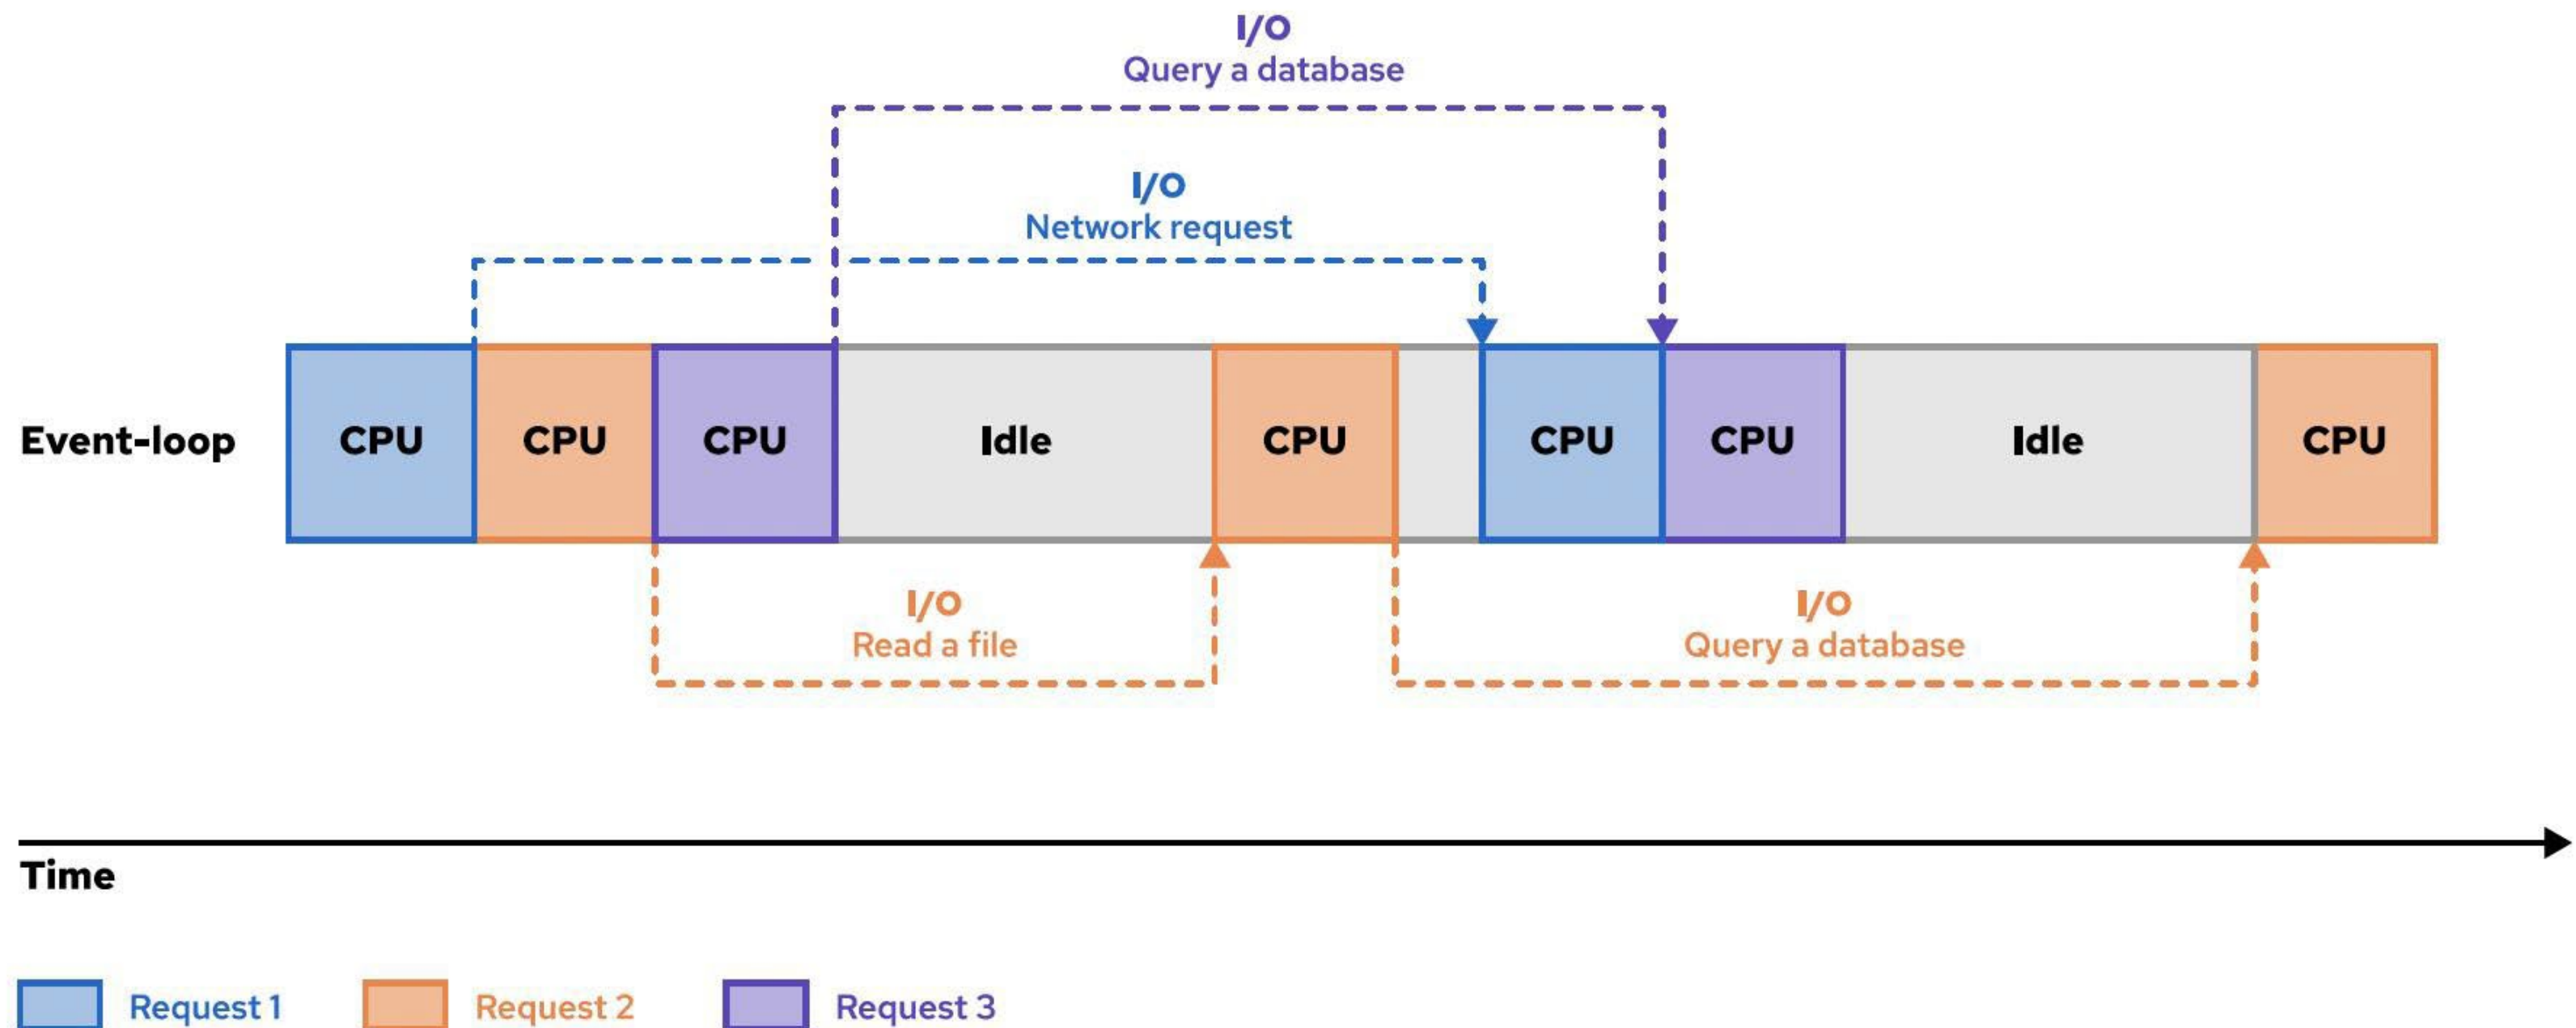 I/O
Query a database
I/O
Network request
Event-loop
CPU
CPU
CPU
Idle
CPU
CPU
CPU
Idle
CPU
I/O
Read a file
I/O
Query a database
Time
Request 1
Request 2
Request 3